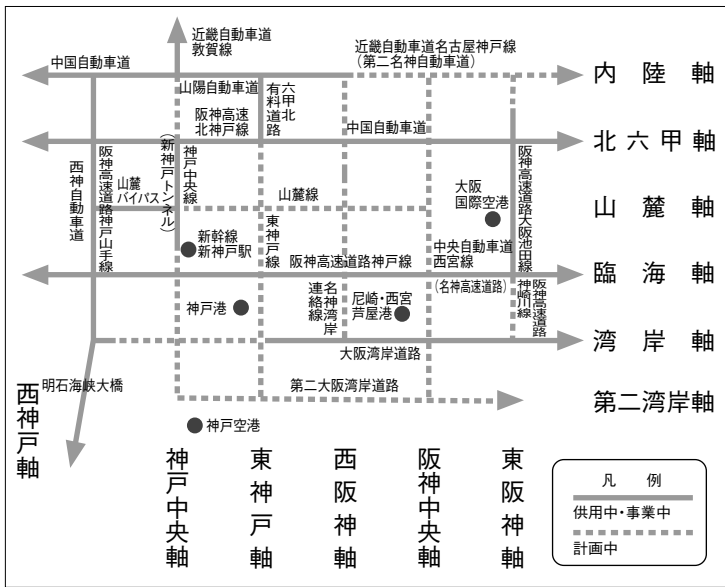 近畿自動車道
敦賀線
近畿自動車道名古屋神戸線
(第二名神自動車道)
中国自動車道
内陸軸
山陽自動車道
六甲北
有料道路
阪神高速
北神戸線
中国自動車道
北六甲軸
西神自動車道
阪神高速道路神戸山手線
山麓
バイパス
(新神戸トンネル)
神戸中央線
山麓線
東神戸線
大阪
国際空港
阪神高速道路大阪池田線
山麓軸
新幹線
新神戸駅
阪神高速道路神戸線
中央自動車道
西宮線
(名神高速道路)
臨海軸
神戸港
名神湾岸
連絡線
尼崎・西宮
芦屋港
阪神高速道路
神崎川線
大阪湾岸道路
湾岸軸
明石海峡大橋
第二大阪湾岸道路
第二湾岸軸
神戸空港
西神戸軸
神戸中央軸
東神戸軸
西阪神軸
阪神中央軸
東阪神軸
凡例
供用中・事業中
計画中